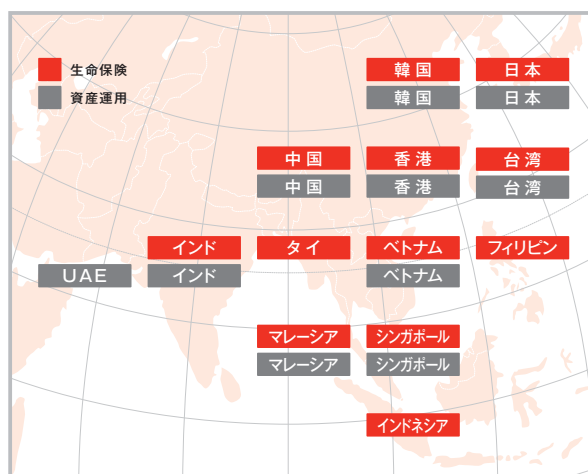 生命保険
資産運用
韓国 日本
韓国 日本
中国 香港 台湾
中国 香港 台湾
インド タイ ベトナム フィリピン
UAE インド ベトナム
マレーシア シンガポール
マレーシア シンガポール
インドネシア